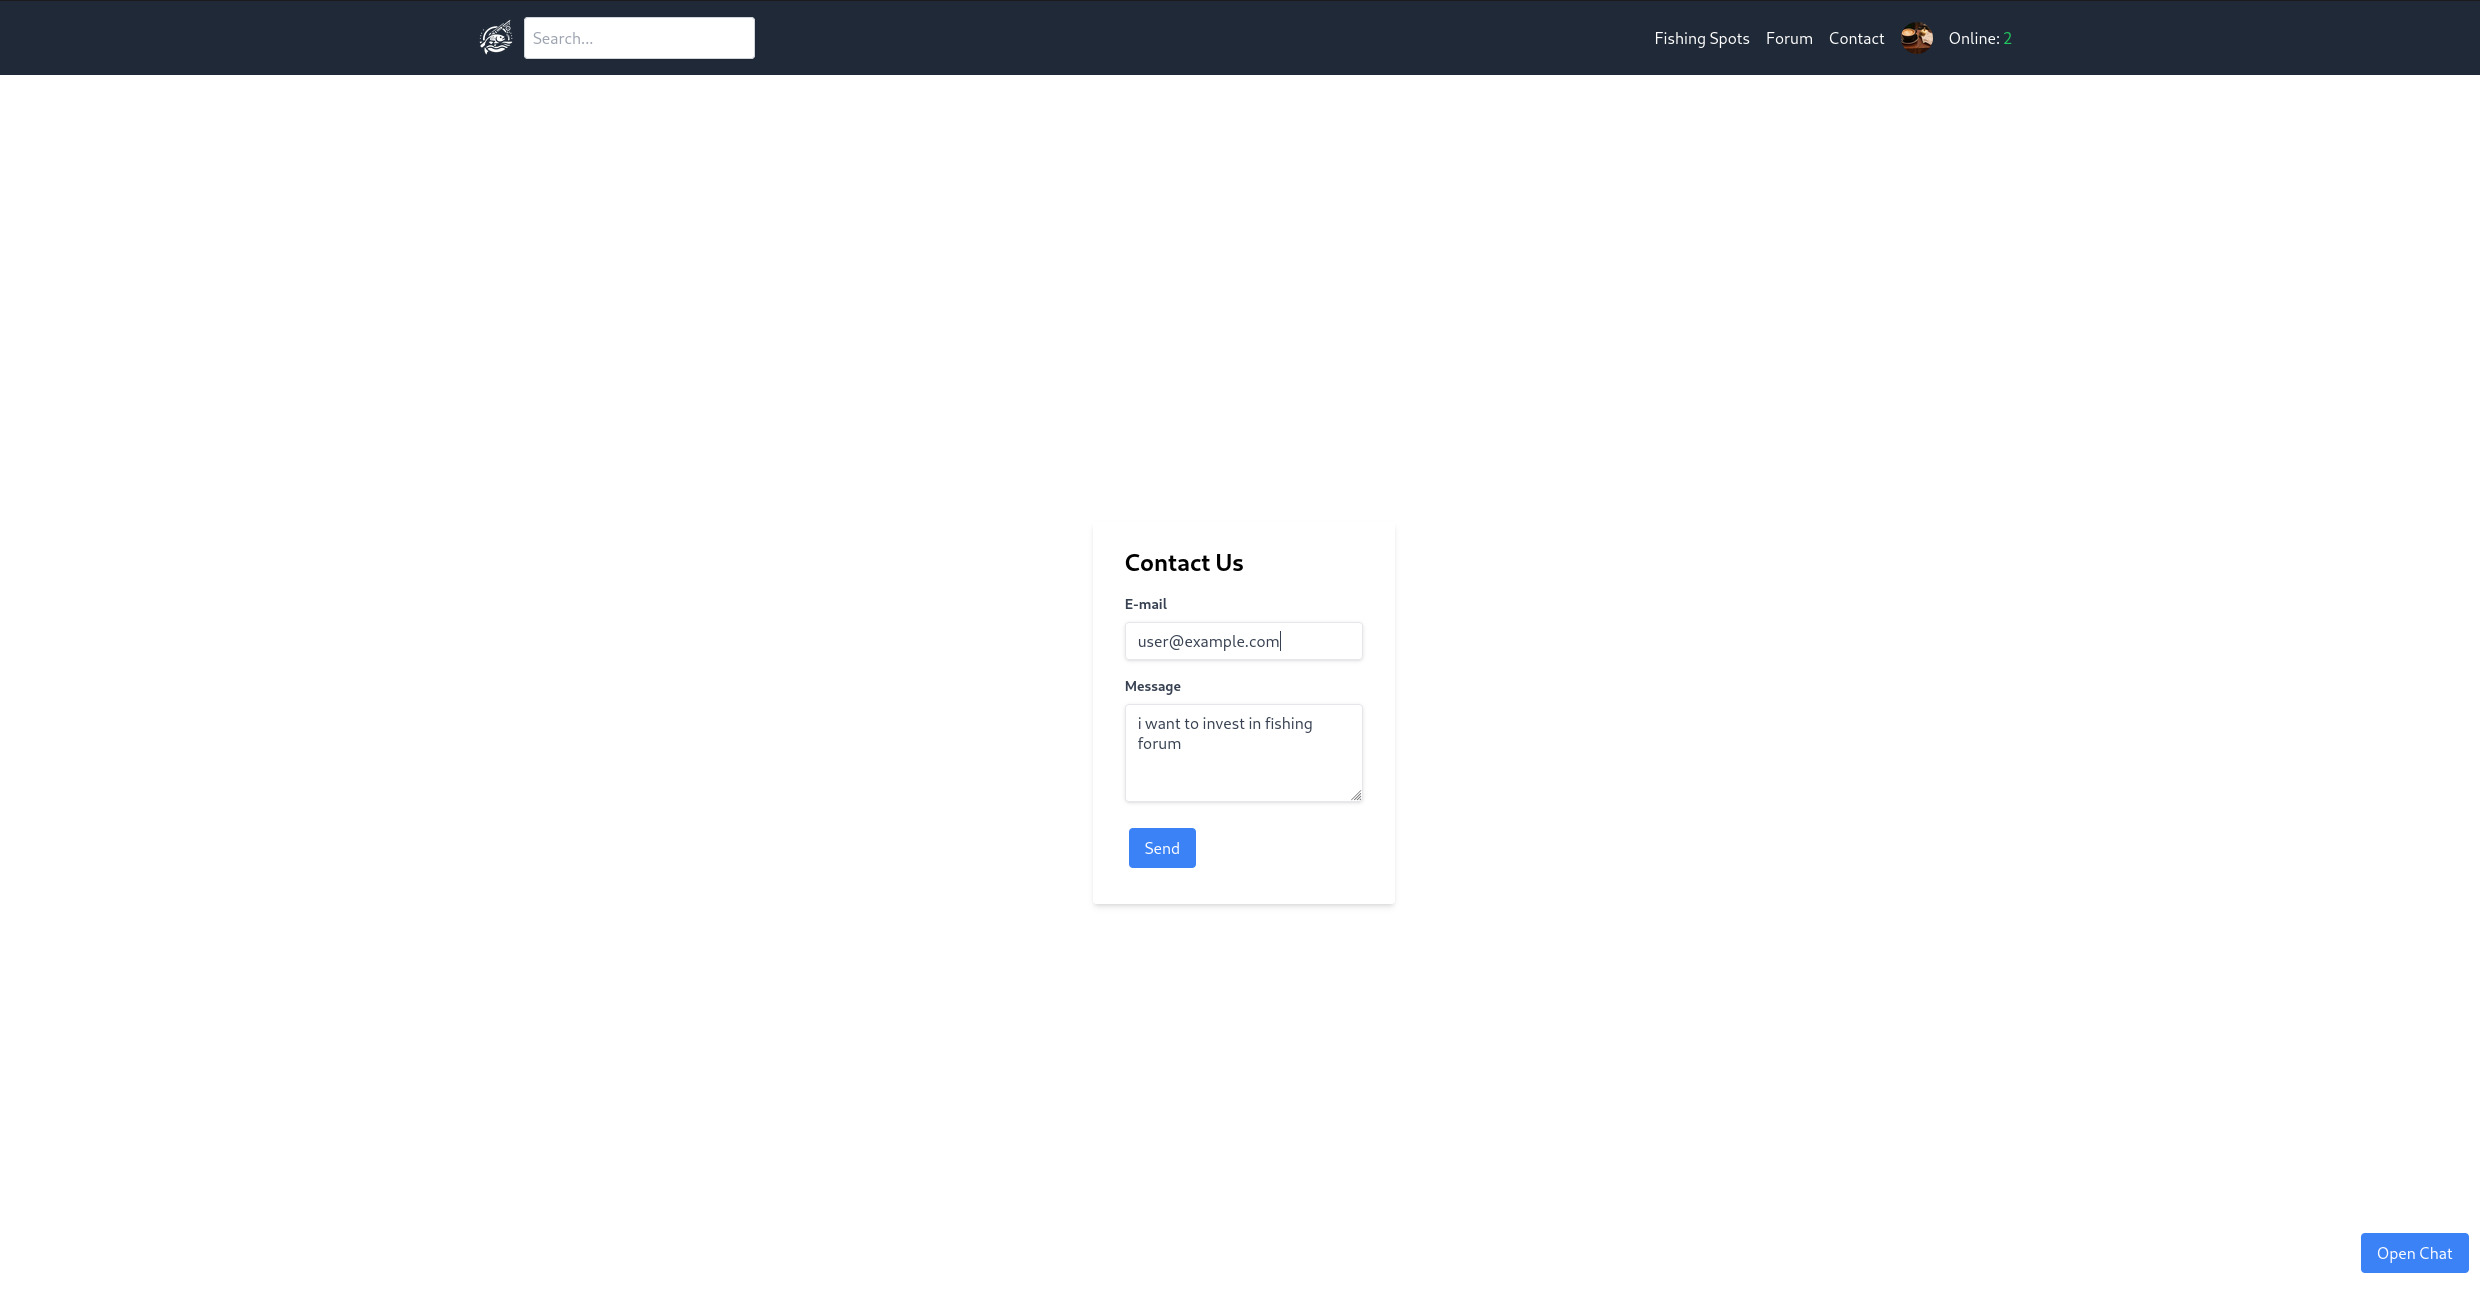 Search...
Fishing Spots Forum Contact Online: 2
Contact Us
E-mail
user@example.com
Message
i want to invest in fishing
forum
Send
Open Chat